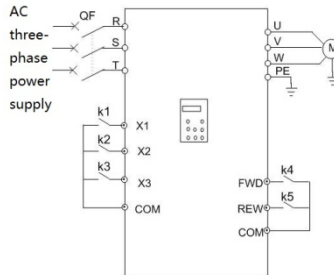 AC three-phase power supply
QF
R
S
T
U
V
W
PE
M
k1
X1
k2
X2
k3
X3
COM
FWD
k4
REW
k5
COM